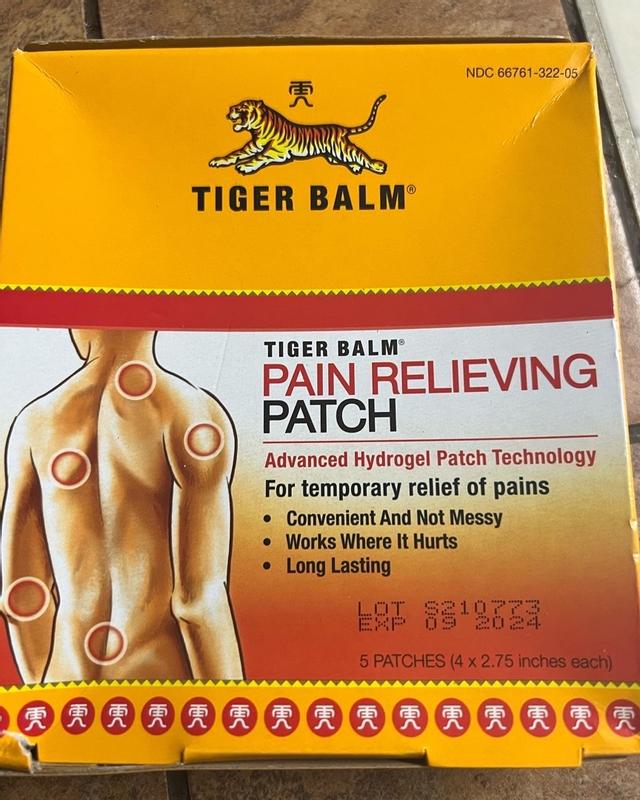 NDC 66761-322-05
TIGER BALM®
TIGER BALM®
PAIN RELIEVING
PATCH
Advanced Hydrogel Patch Technology
For temporary relief of pains
• Convenient And Not Messy
• Works Where It Hurts
• Long Lasting
LOT S210773
EXP 09 2024
5 PATCHES (4 x 2.75 inches each)